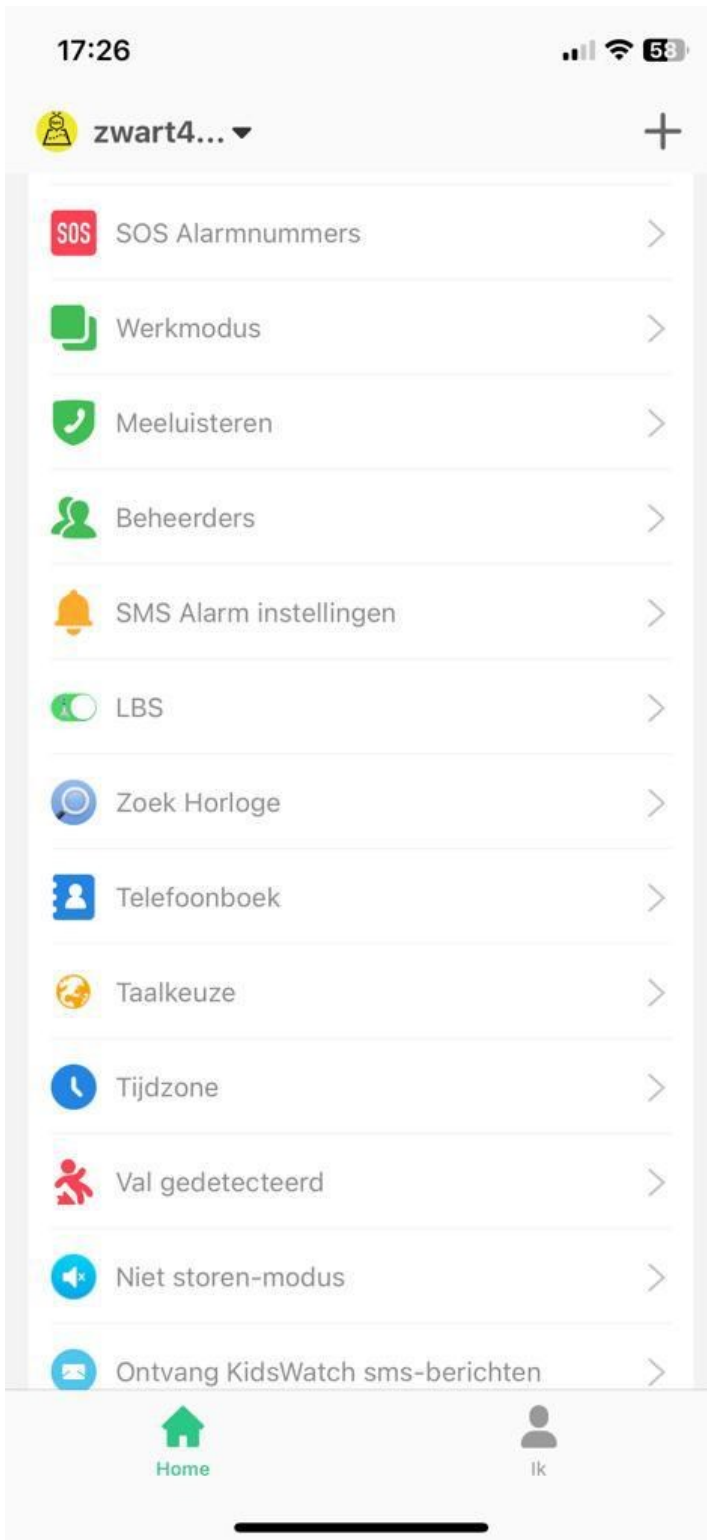 17:26
58
zwart4...
SOS
SOS Alarmnummers
Werkmodus
Meeluisteren
Beheerders
SMS Alarm instellingen
LBS
Zoek Horloge
Telefoonboek
Taalkeuze
Tijdzone
Val gedetecteerd
Niet storen-modus
Ontvang KidsWatch sms-berichten
Home
Ik